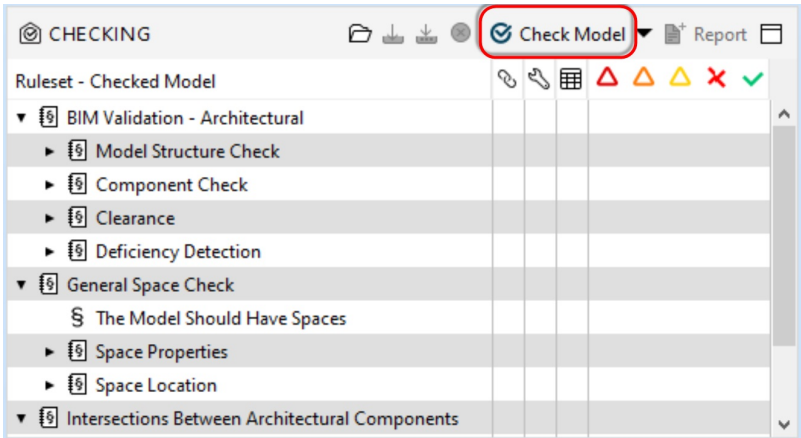 CHECKING Check Model Report
Ruleset - Checked Model
BIM Validation - Architectural
Model Structure Check
Component Check
Clearance
Deficiency Detection
General Space Check
§ The Model Should Have Spaces
Space Properties
Space Location
Intersections Between Architectural Components